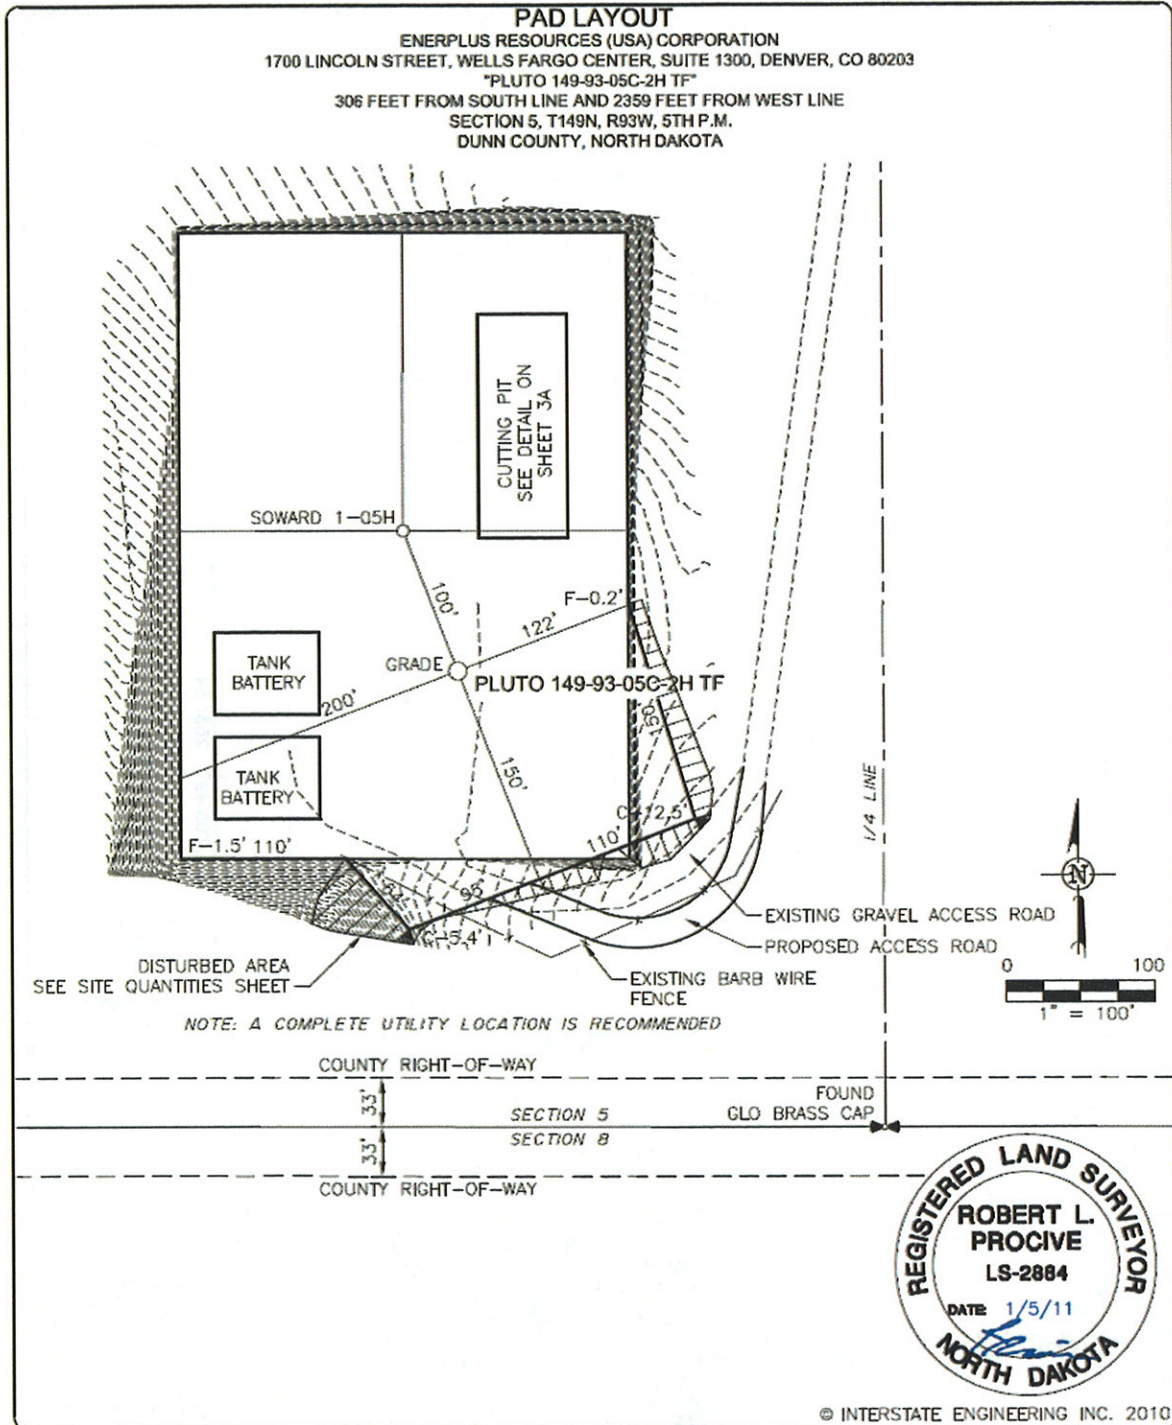 PAD LAYOUT
ENERPLUS RESOURCES (USA) CORPORATION
1700 LINCOLN STREET, WELLS FARGO CENTER, SUITE 1300, DENVER, CO 80203
"PLUTO 149-93-05C-2H TF"
306 FEET FROM SOUTH LINE AND 2359 FEET FROM WEST LINE
SECTION 5, T149N, R93W, 5TH P.M.
DUNN COUNTY, NORTH DAKOTA
CUTTING PIT
SEE DETAIL ON
SHEET 3A
SOWARD 1-05H
100'
F-0.2'
122'
GRADE
PLUTO 149-93-05C-2H TF
TANK
BATTERY
200'
150'
150'
TANK
BATTERY
C-12.5'
110'
F-1.5' 110'
95'
C-5.4'
1/4 LINE
N
EXISTING GRAVEL ACCESS ROAD
PROPOSED ACCESS ROAD
DISTURBED AREA
SEE SITE QUANTITIES SHEET
EXISTING BARB WIRE
FENCE
0 100
1" = 100'
NOTE: A COMPLETE UTILITY LOCATION IS RECOMMENDED
COUNTY RIGHT-OF-WAY
33'
SECTION 5
FOUND
GLO BRASS CAP
SECTION 8
33'
COUNTY RIGHT-OF-WAY
REGISTERED LAND SURVEYOR
ROBERT L.
PROCIVE
LS-2884
DATE 1/5/11
NORTH DAKOTA
© INTERSTATE ENGINEERING INC. 2010